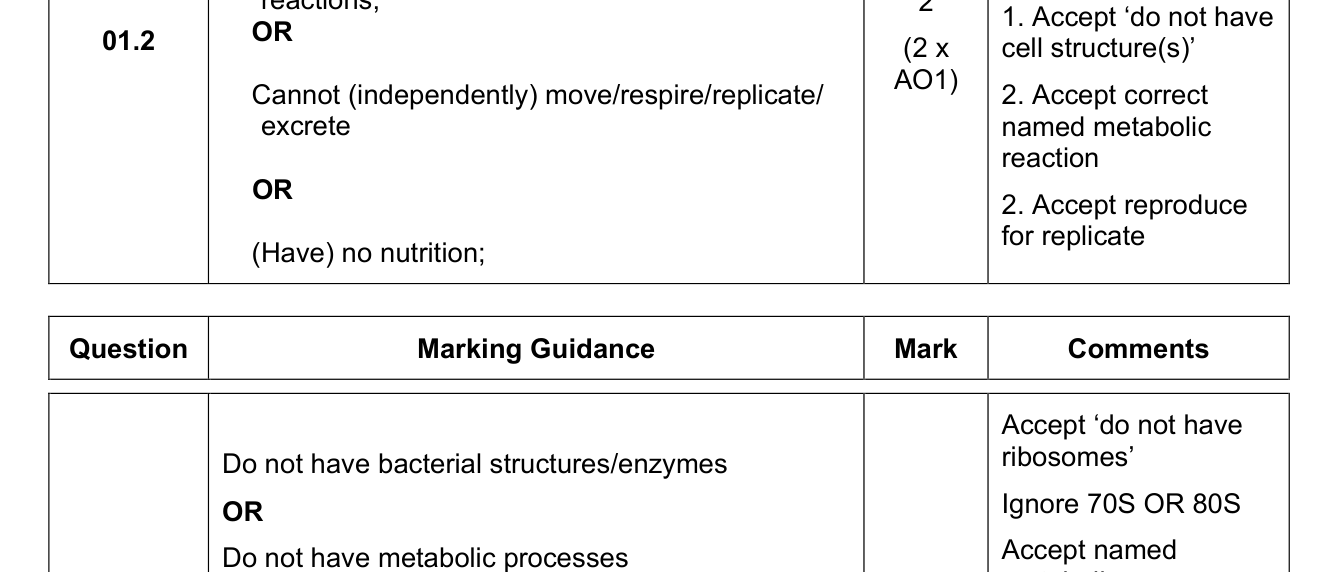 reactions;
OR
Cannot (independently) move/respire/replicate/
excrete
OR
(Have) no nutrition;
01.2
2
(2 x
AO1)
1. Accept ‘do not have
cell structure(s)’
2. Accept correct
named metabolic
reaction
2. Accept reproduce
for replicate
Question Marking Guidance Mark Comments
Do not have bacterial structures/enzymes
OR
Do not have metabolic processes
Accept ‘do not have
ribosomes’
Ignore 70S OR 80S
Accept named